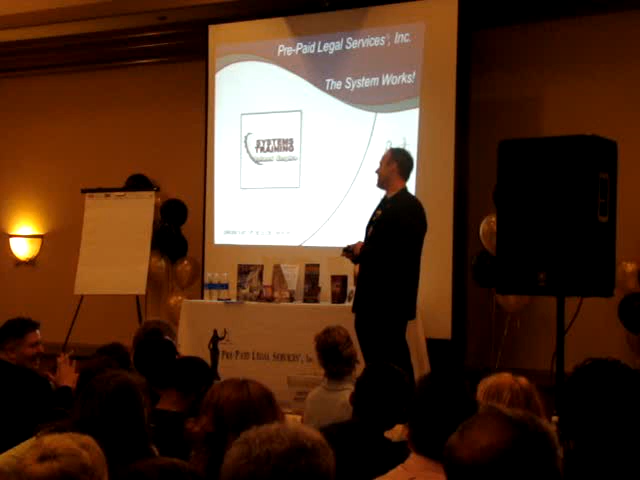 Pre-Paid Legal Services, Inc.
The System Works!
SYSTEMS
TRAINING
PRE-PAID LEGAL SERVICES, INC.